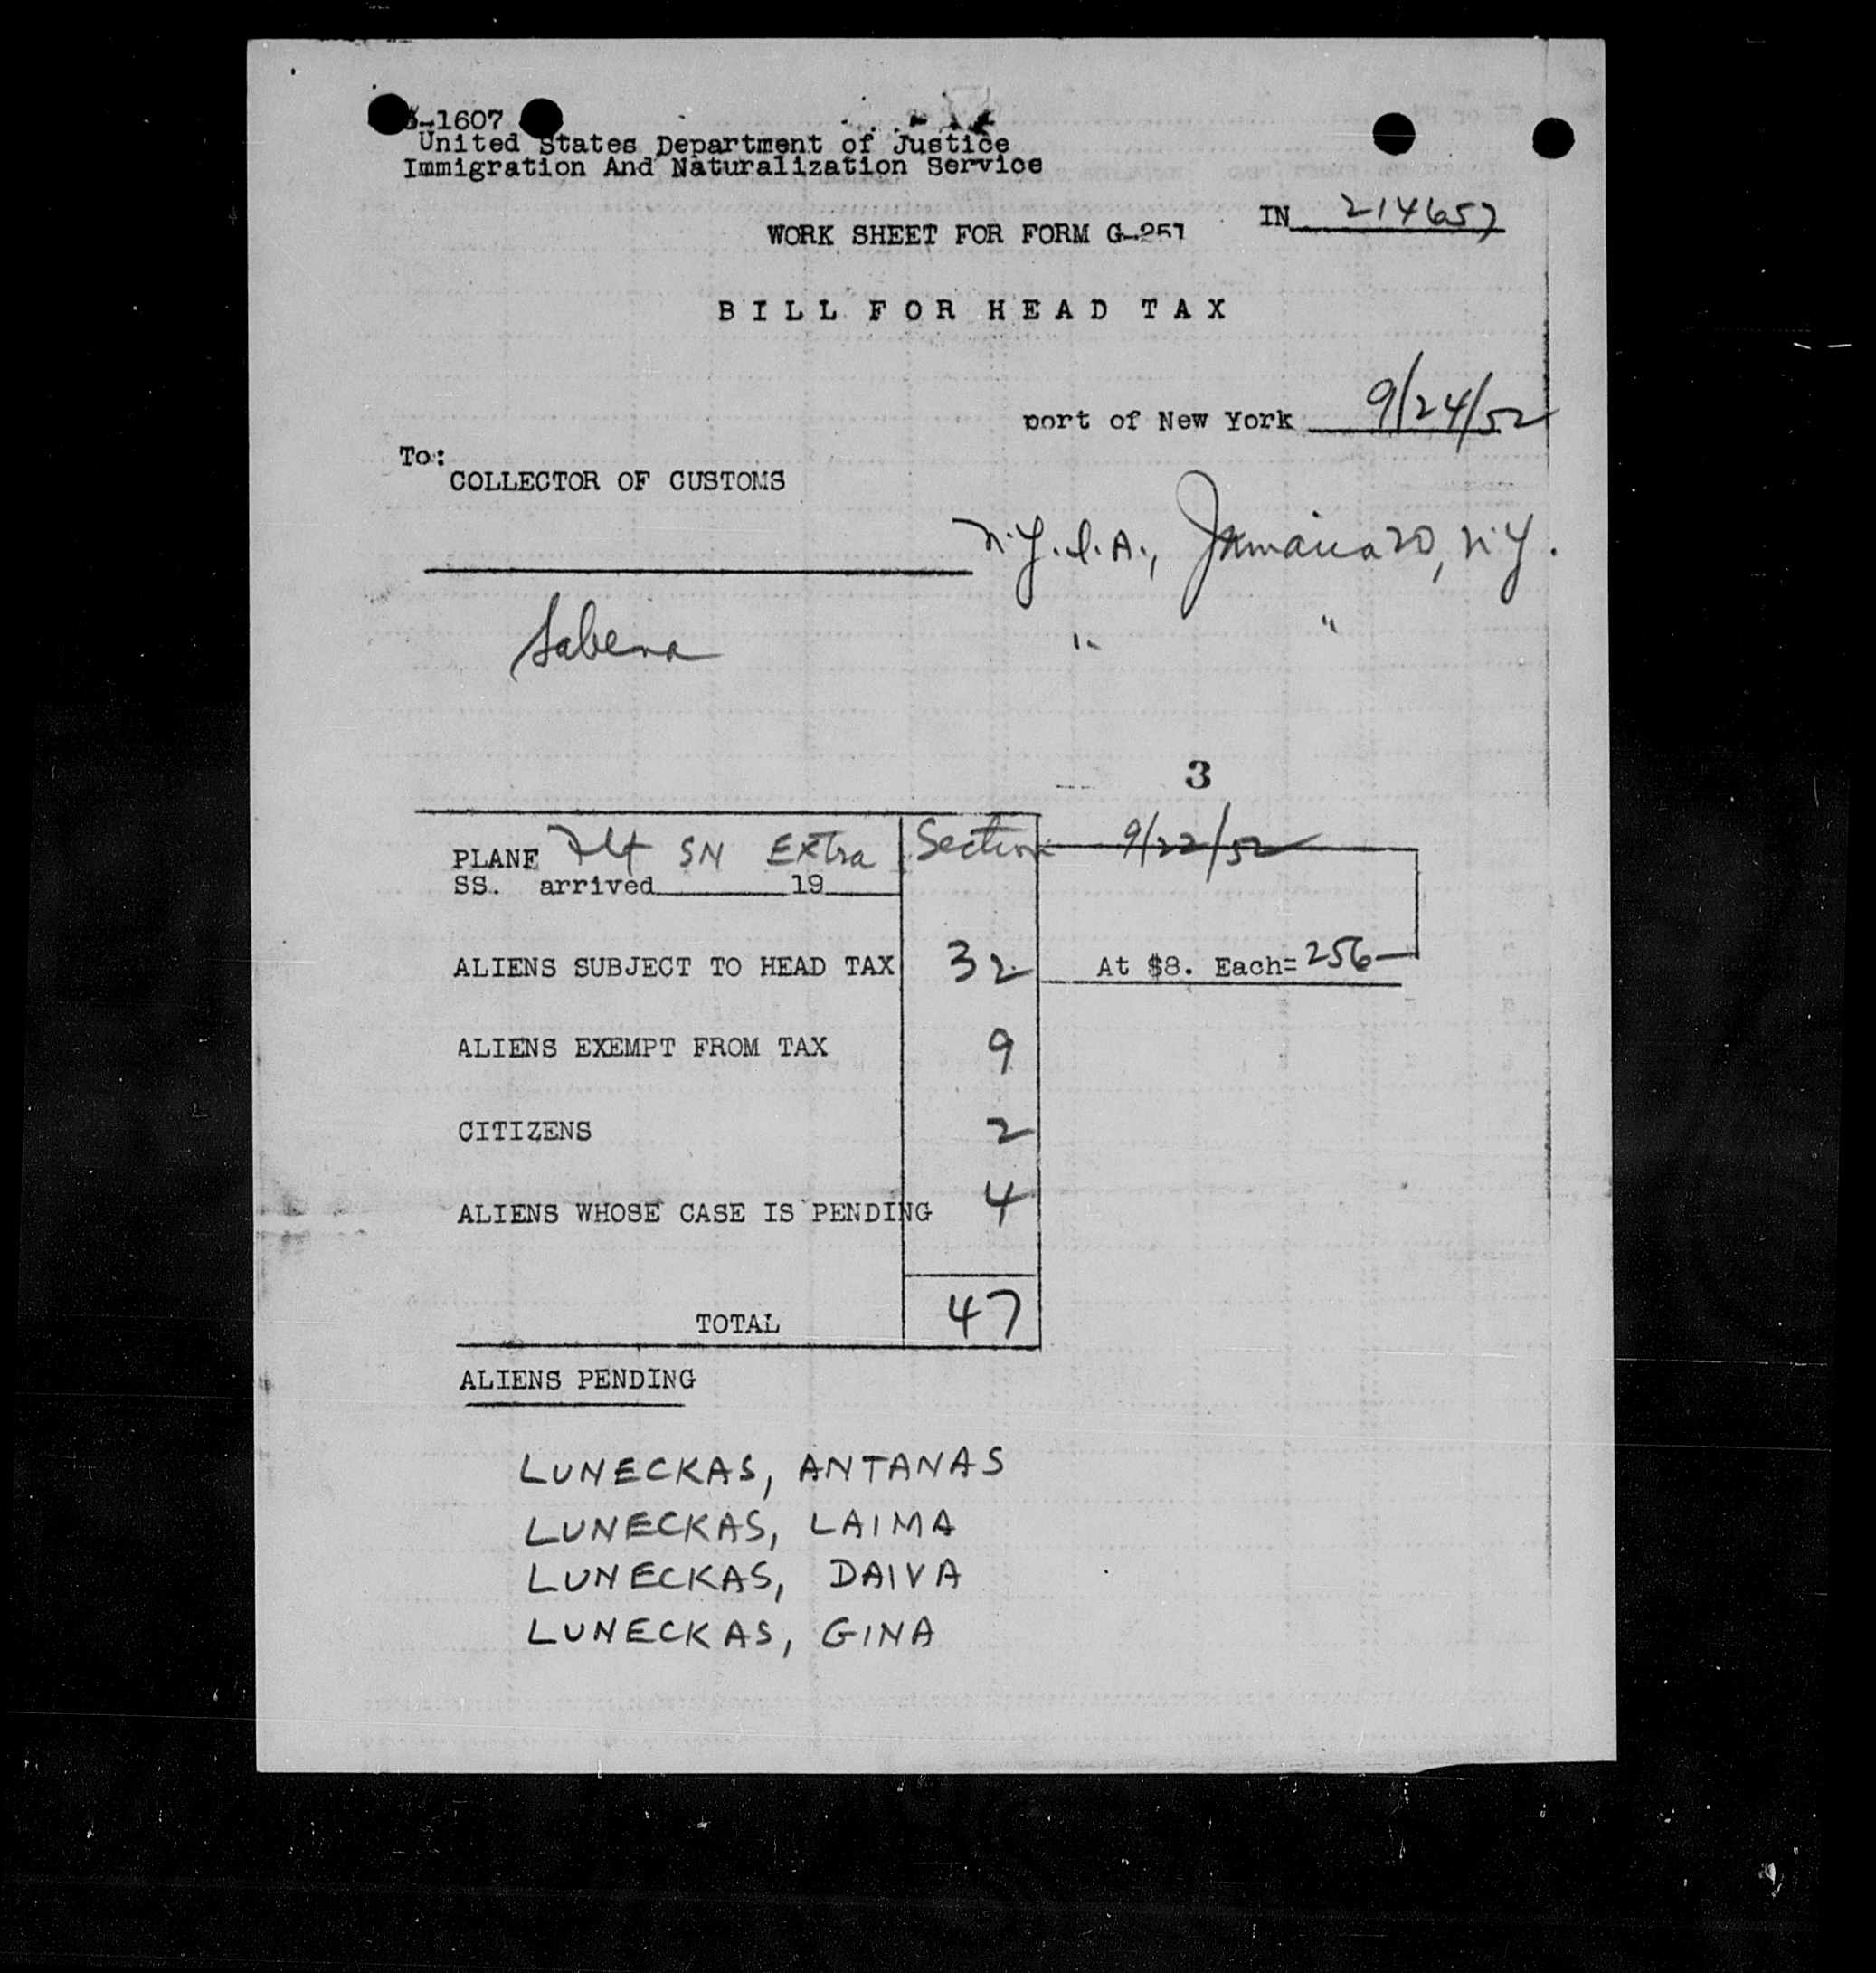 -1607
United States Department of Justice
Immigration And Naturalization Service
IN 214657
WORK SHEET FOR FORM G-251
BILL FOR HEAD TAX
port of New York 9/24/52
To:
COLLECTOR OF CUSTOMS
N.Y.I.A., Jamaica 20, N.Y.
Sabena " "
3
PLANE Flt SN Extra Section 9/22/52
SS. arrived 19
ALIENS SUBJECT TO HEAD TAX 32 At $8. Each= 256-
ALIENS EXEMPT FROM TAX 9
CITIZENS 2
ALIENS WHOSE CASE IS PENDING 4
TOTAL 47
ALIENS PENDING
LUNECKAS, ANTANAS
LUNECKAS, LAIMA
LUNECKAS, DAIVA
LUNECKAS, GINA